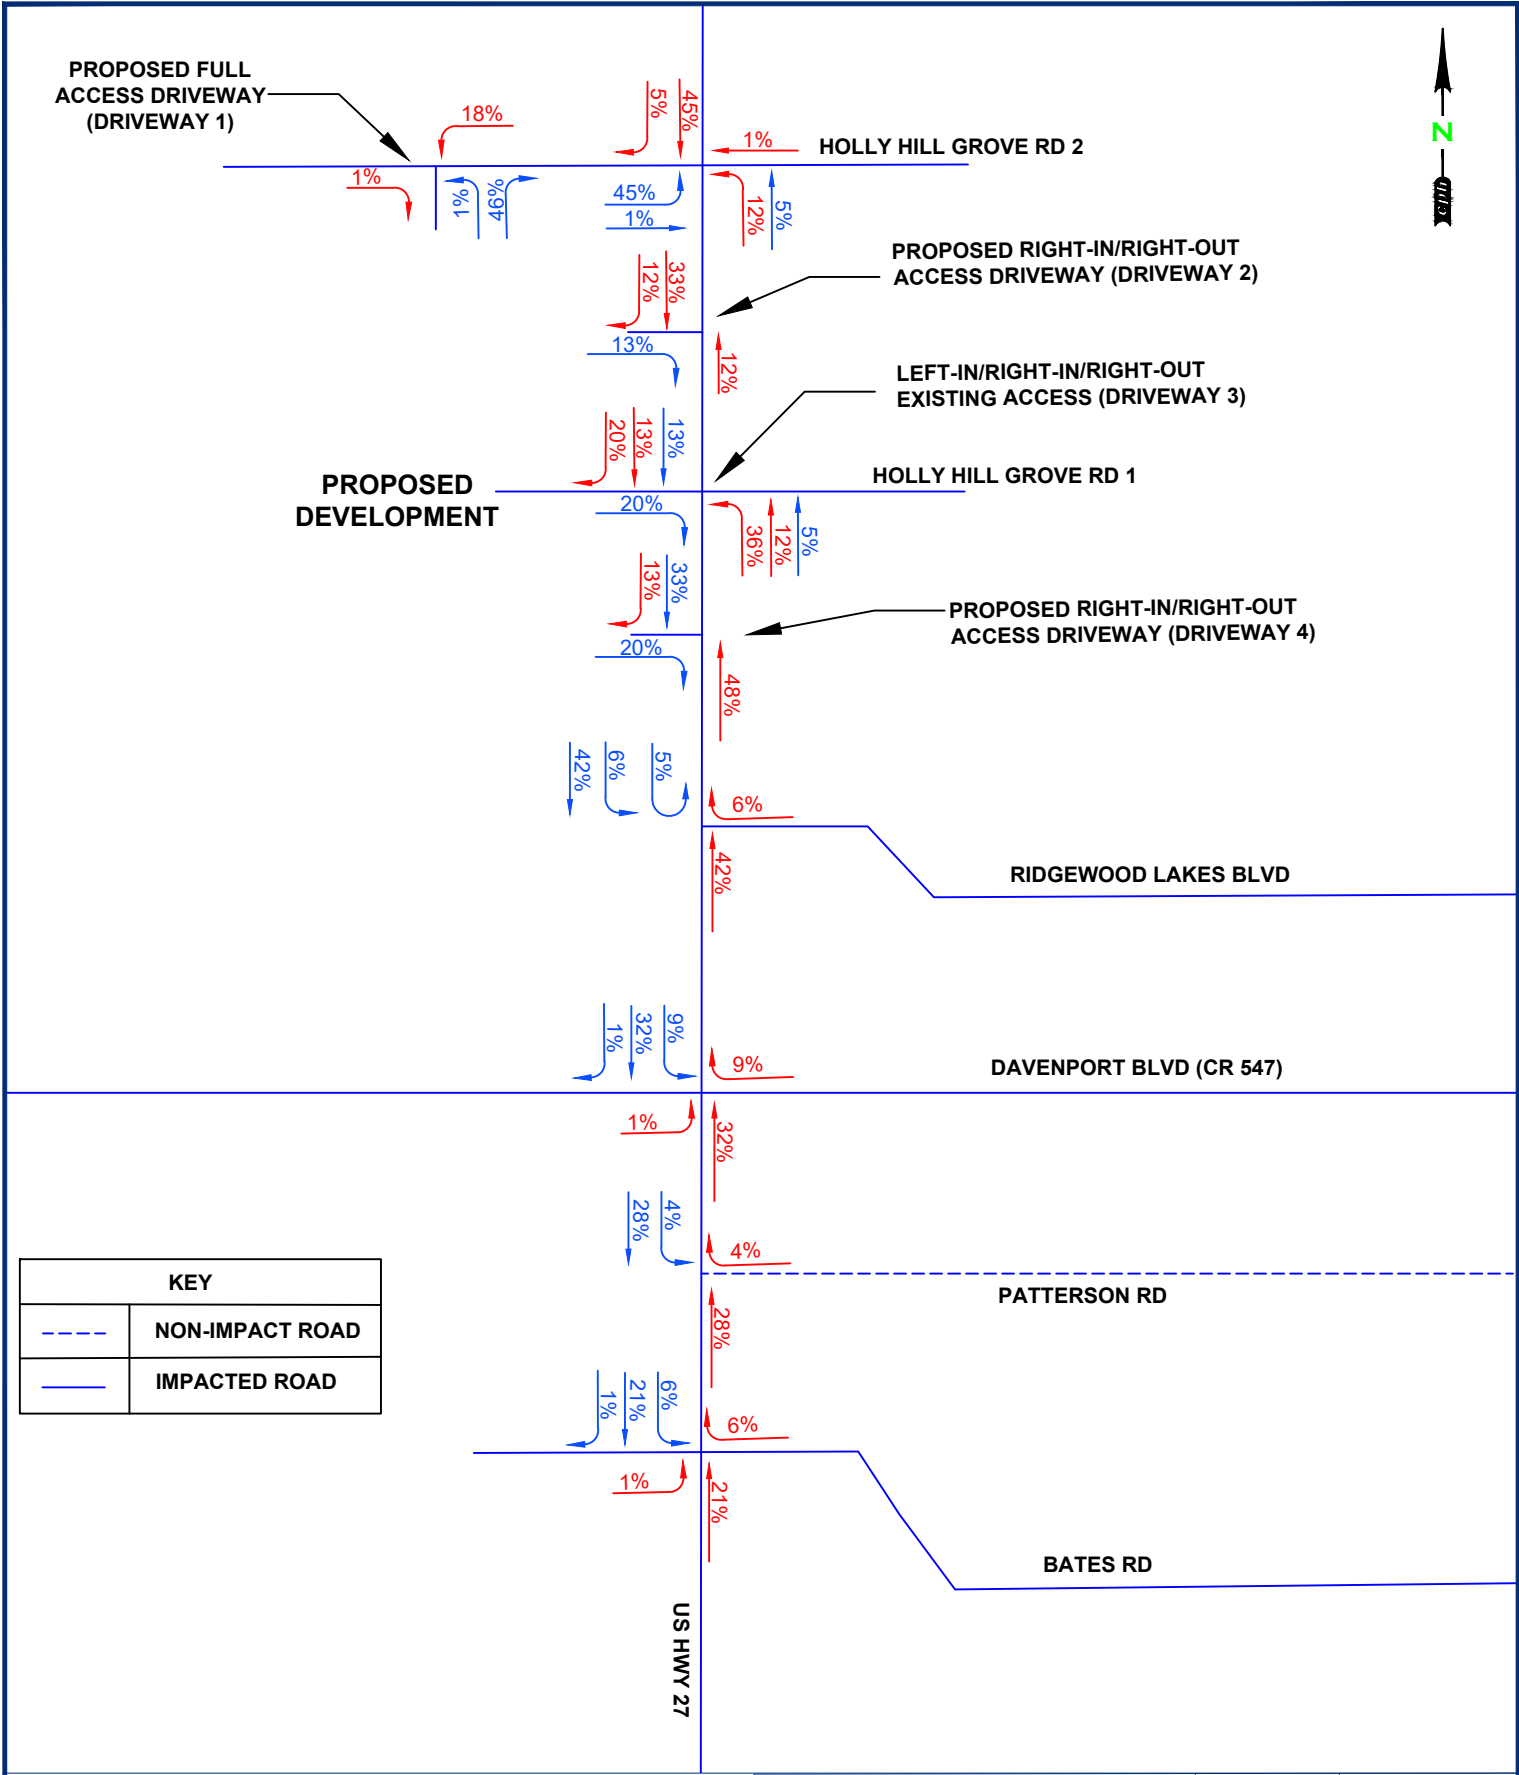 PROPOSED FULL
ACCESS DRIVEWAY
(DRIVEWAY 1)
18%
5%
45%
1%
HOLLY HILL GROVE RD 2
N
1%
1%
46%
45%
1%
12%
5%
PROPOSED RIGHT-IN/RIGHT-OUT
ACCESS DRIVEWAY (DRIVEWAY 2)
12%
33%
13%
12%
LEFT-IN/RIGHT-IN/RIGHT-OUT
EXISTING ACCESS (DRIVEWAY 3)
20%
13%
13%
HOLLY HILL GROVE RD 1
PROPOSED
DEVELOPMENT
20%
36%
12%
5%
13%
33%
PROPOSED RIGHT-IN/RIGHT-OUT
ACCESS DRIVEWAY (DRIVEWAY 4)
20%
48%
42%
6%
5%
6%
42%
RIDGEWOOD LAKES BLVD
1%
32%
9%
9%
DAVENPORT BLVD (CR 547)
1%
32%
28%
4%
4%
PATTERSON RD
KEY
NON-IMPACT ROAD
IMPACTED ROAD
28%
1%
21%
6%
6%
1%
21%
BATES RD
US HWY 27